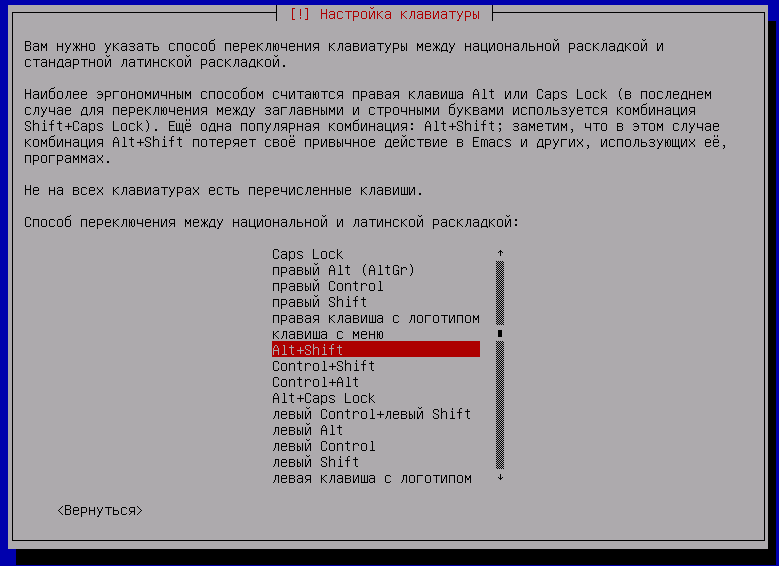 [!] Настройка клавиатуры
Вам нужно указать способ переключения клавиатуры между национальной раскладкой и
стандартной латинской раскладкой.
Наиболее эргономичным способом считаются правая клавиша Alt или Caps Lock (в последнем
случае для переключения между заглавными и строчными буквами используется комбинация
Shift+Caps Lock). Ещё одна популярная комбинация: Alt+Shift; заметим, что в этом случае
комбинация Alt+Shift потеряет своё привычное действие в Emacs и других, использующих её,
программах.
Не на всех клавиатурах есть перечисленные клавиши.
Способ переключения между национальной и латинской раскладкой:
Caps Lock
правый Alt (AltGr)
правый Control
правый Shift
правая клавиша с логотипом
клавиша с меню
Alt+Shift
Control+Shift
Control+Alt
Alt+Caps Lock
левый Control+левый Shift
левый Alt
левый Control
левый Shift
левая клавиша с логотипом
<Вернуться>